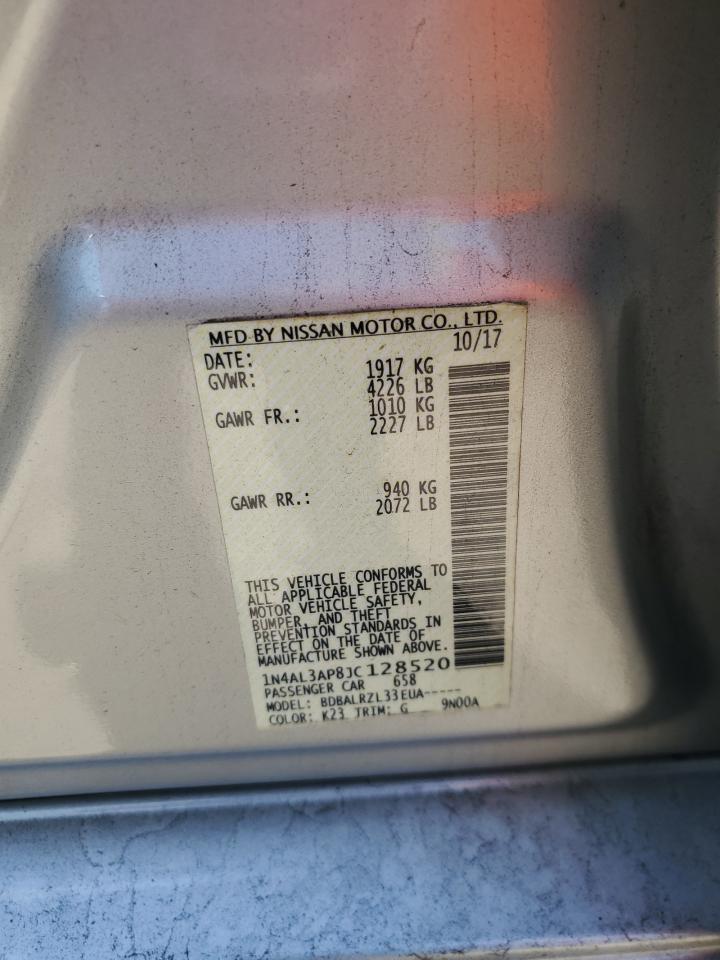 MFD BY NISSAN MOTOR CO., LTD.
DATE: 10/17
GVWR: 1917 KG
4226 LB
GAWR FR.: 1010 KG
2227 LB
GAWR RR.: 940 KG
2072 LB
THIS VEHICLE CONFORMS TO
ALL APPLICABLE FEDERAL
MOTOR VEHICLE SAFETY,
BUMPER, AND THEFT
PREVENTION STANDARDS IN
EFFECT ON THE DATE OF
MANUFACTURE SHOWN ABOVE.
1N4AL3AP8JC128520
PASSENGER CAR 658
MODEL: BDBALRZL33EUA-----
COLOR: K23 TRIM: G 9N00A